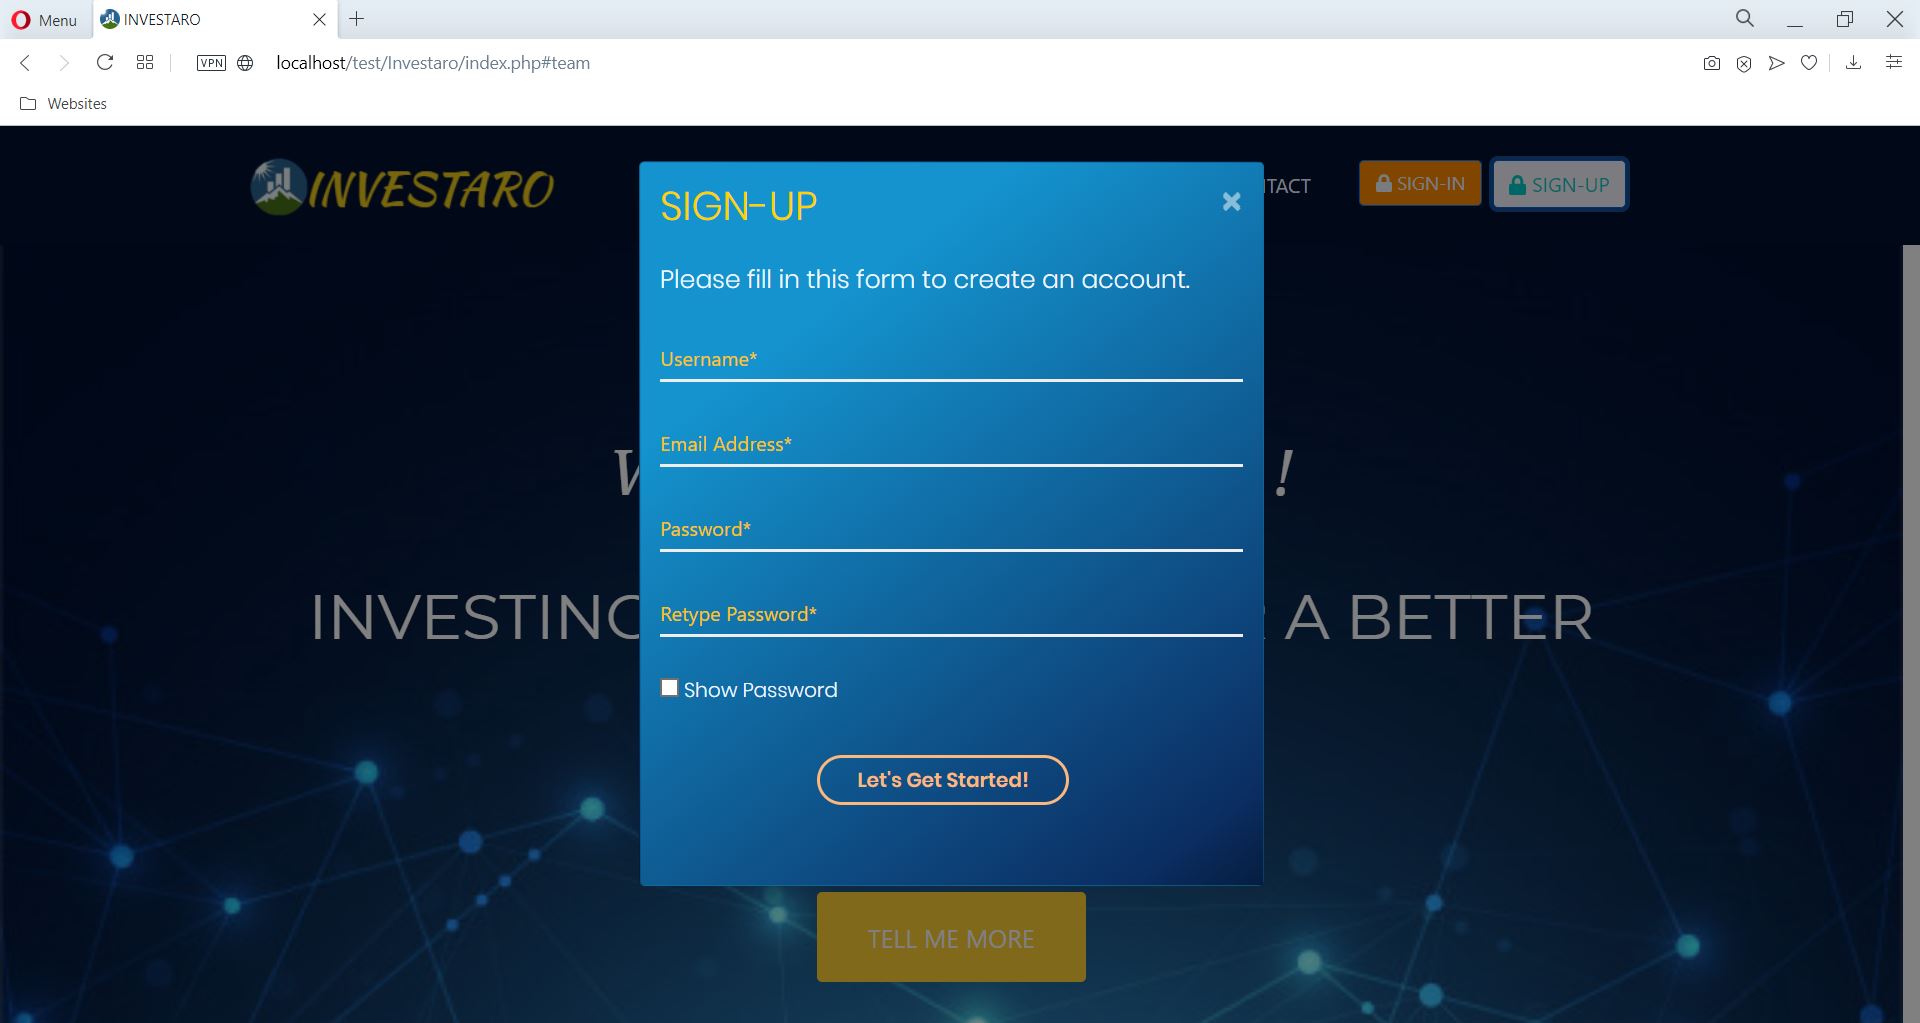 Menu
INVESTARO
VPN
localhost/test/Investaro/index.php#team
Websites
INVESTARO
SIGN-IN
SIGN-UP
SIGN-UP
Please fill in this form to create an account.
Username*
Email Address*
Password*
Retype Password*
Show Password
Let's Get Started!
!
A BETTER
TELL ME MORE